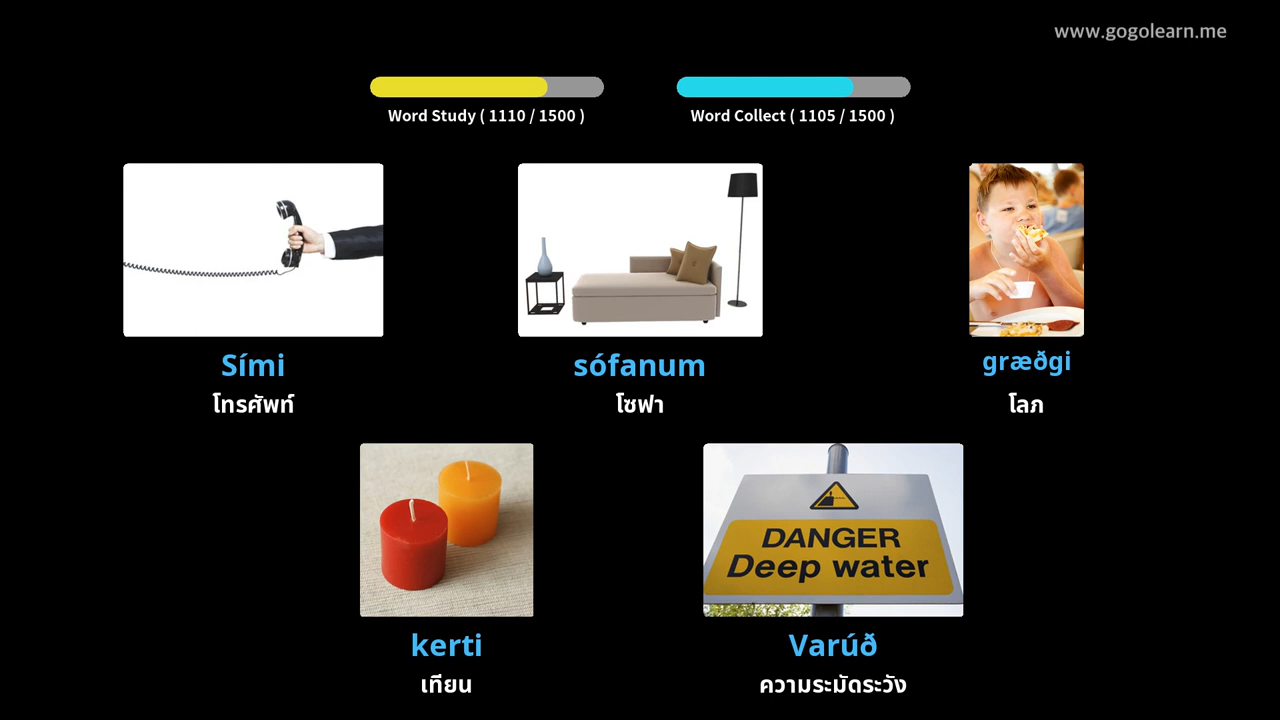 www.gogolearn.me
Word Study ( 1110 / 1500 )
Word Collect ( 1105 / 1500 )
Sími
โทรศัพท์
sófanum
โซฟา
græðgi
โลภ
kerti
เทียน
DANGER
Deep water
Varúð
ความระมัดระวัง